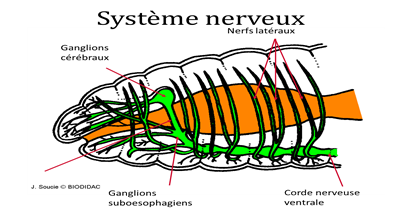 Système nerveux
Nerfs latéraux
Ganglions
cérébraux
J. Soucie © BIODIDAC
Ganglions
suboesophagiens
Corde nerveuse
ventrale